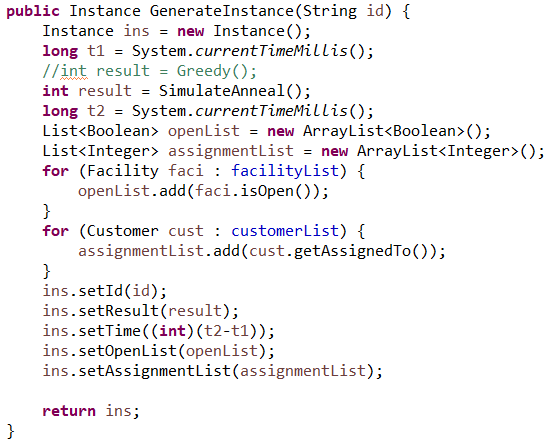 public Instance GenerateInstance(String id) {
    Instance ins = new Instance();
    long t1 = System.currentTimeMillis();
    //int result = Greedy();
    int result = SimulateAnneal();
    long t2 = System.currentTimeMillis();
    List<Boolean> openList = new ArrayList<Boolean>();
    List<Integer> assignmentList = new ArrayList<Integer>();
    for (Facility faci : facilityList) {
        openList.add(faci.isOpen());
    }
    for (Customer cust : customerList) {
        assignmentList.add(cust.getAssignedTo());
    }
    ins.setId(id);
    ins.setResult(result);
    ins.setTime((int)(t2-t1));
    ins.setOpenList(openList);
    ins.setAssignmentList(assignmentList);

    return ins;
}